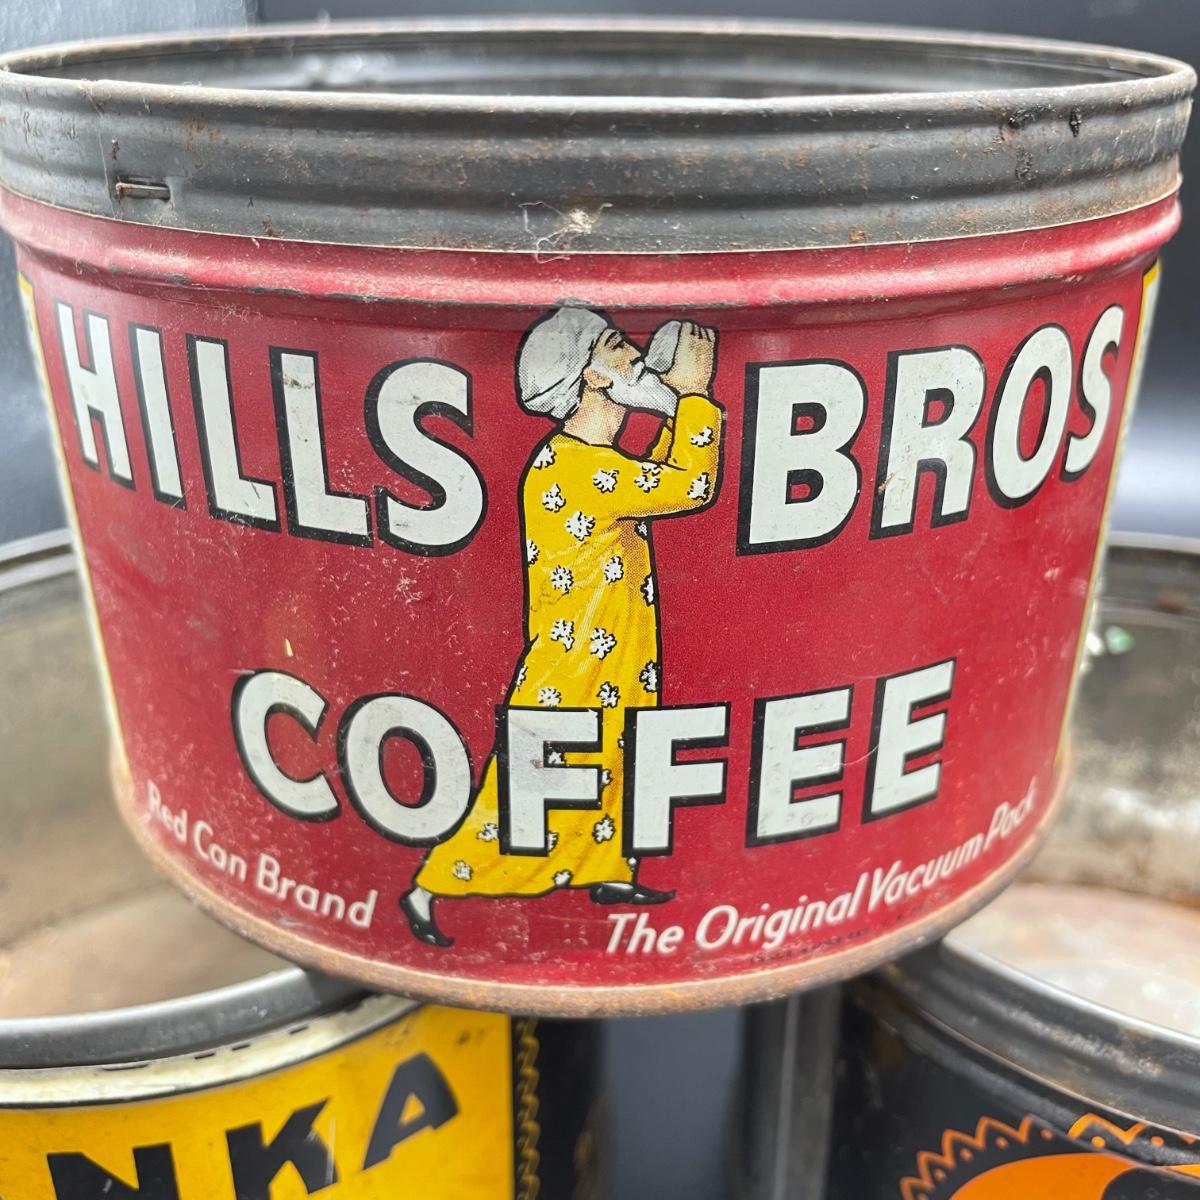 HILLS BROS
COFFEE
Red Can Brand
The Original Vacuum Pack
NKA